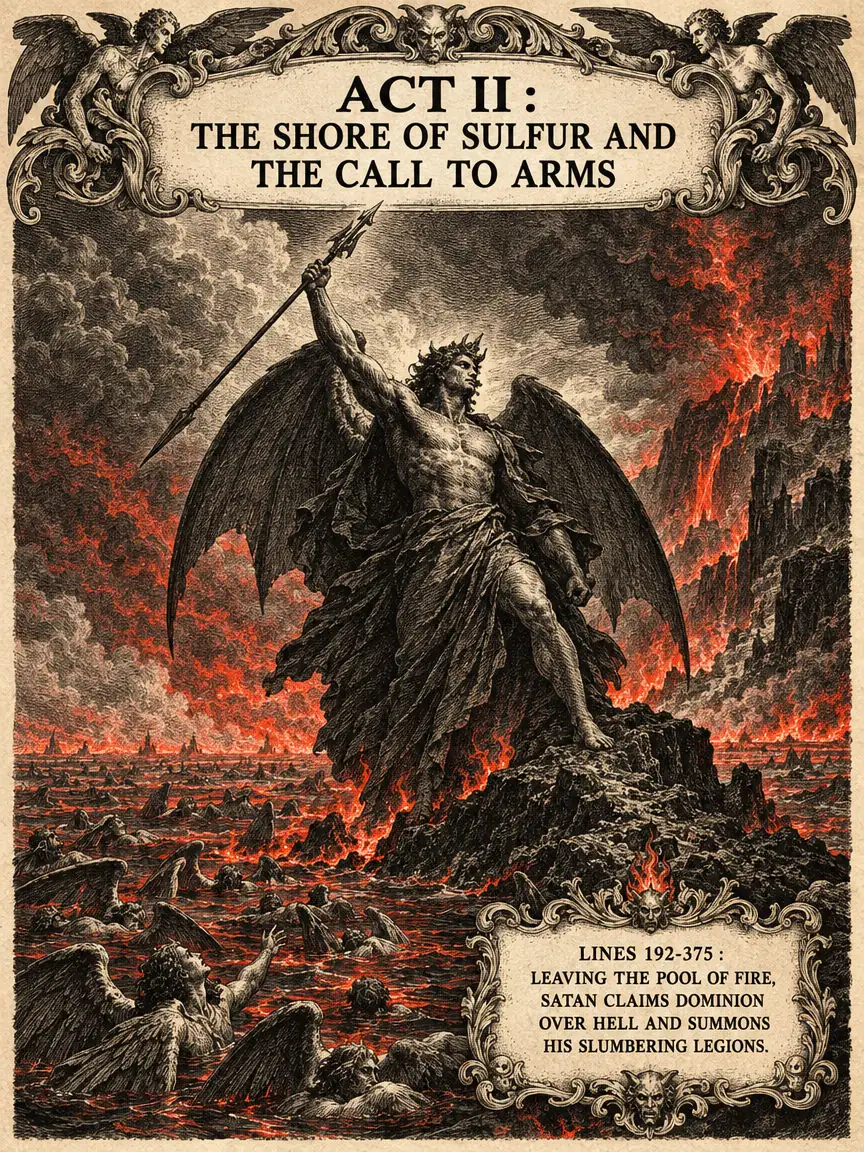 ACT II :
THE SHORE OF SULFUR AND
THE CALL TO ARMS
LINES 192-375 :
LEAVING THE POOL OF FIRE,
SATAN CLAIMS DOMINION
OVER HELL AND SUMMONS
HIS SLUMBERING LEGIONS.